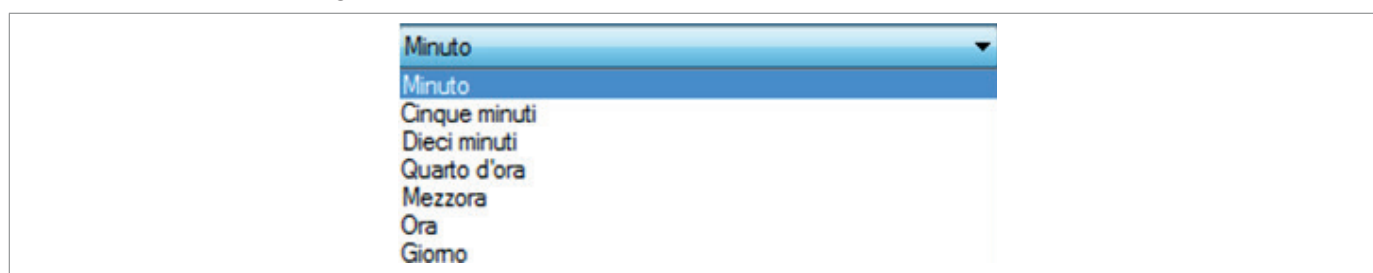 Minuto
Minuto
Cinque minuti
Dieci minuti
Quarto d'ora
Mezzora
Ora
Giorno